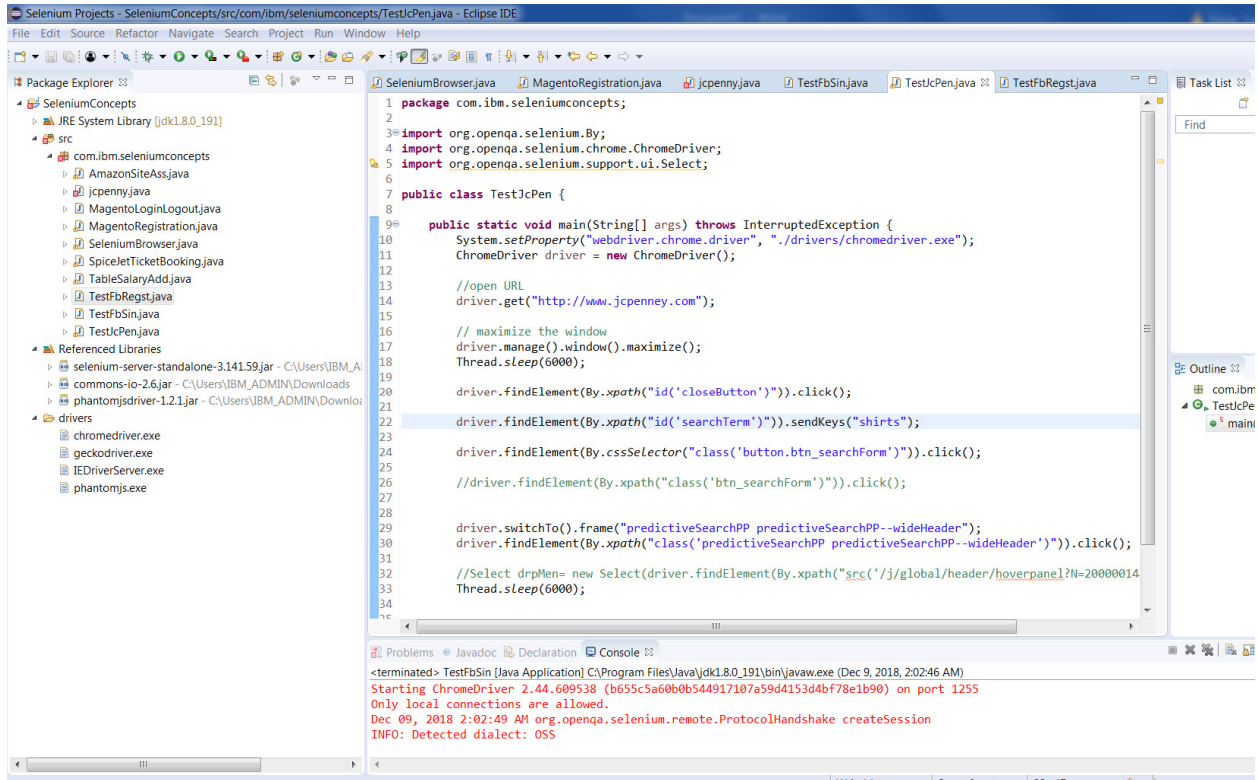 Selenium Projects - SeleniumConcepts/src/com/ibm/seleniumconcepts/TestJcPen.java - Eclipse IDE
File Edit Source Refactor Navigate Search Project Run Window Help
Package Explorer
SeleniumConcepts
JRE System Library [jdk1.8.0_191]
src
com.ibm.seleniumconcepts
AmazonSiteAss.java
jcpenny.java
MagentoLoginLogout.java
MagentoRegistration.java
SeleniumBrowser.java
SpiceJetTicketBooking.java
TableSalaryAdd.java
TestFbRegst.java
TestFbSin.java
TestJcPen.java
Referenced Libraries
selenium-server-standalone-3.141.59.jar - C:\Users\IBM_A
commons-io-2.6.jar - C:\Users\IBM_ADMIN\Downloads
phantomjsdriver-1.2.1.jar - C:\Users\IBM_ADMIN\Downloa
drivers
chromedriver.exe
geckodriver.exe
IEDriverServer.exe
phantomjs.exe
SeleniumBrowser.java MagentoRegistration.java jcpenny.java TestFbSin.java TestJcPen.java TestFbRegst.java
1 package com.ibm.seleniumconcepts;
2
3 import org.openqa.selenium.By;
4 import org.openqa.selenium.chrome.ChromeDriver;
5 import org.openqa.selenium.support.ui.Select;
6
7 public class TestJcPen {
8
9 public static void main(String[] args) throws InterruptedException {
10 System.setProperty("webdriver.chrome.driver", "./drivers/chromedriver.exe");
11 ChromeDriver driver = new ChromeDriver();
12
13 //open URL
14 driver.get("http://www.jcpenney.com");
15
16 // maximize the window
17 driver.manage().window().maximize();
18 Thread.sleep(6000);
19
20 driver.findElement(By.xpath("id('closeButton')")).click();
21
22 driver.findElement(By.xpath("id('searchTerm')")).sendKeys("shirts");
23
24 driver.findElement(By.cssSelector("class('button.btn_searchForm')")).click();
25
26 //driver.findElement(By.xpath("class('btn_searchForm')")).click();
27
28
29 driver.switchTo().frame("predictiveSearchPP predictiveSearchPP--wideHeader");
30 driver.findElement(By.xpath("class('predictiveSearchPP predictiveSearchPP--wideHeader')")).click();
31
32 //Select drpMen= new Select(driver.findElement(By.xpath("src('/j/global/header/hoverpanel?N=20000014
33 Thread.sleep(6000);
34
35
Task List
Find
Outline
com.ibm
TestJcPe
main(
Problems Javadoc Declaration Console
<terminated> TestFbSin [Java Application] C:\Program Files\Java\jdk1.8.0_191\bin\javaw.exe (Dec 9, 2018, 2:02:46 AM)
Starting ChromeDriver 2.44.609538 (b655c5a60b0b544917107a59d4153d4bf78e1b90) on port 1255
Only local connections are allowed.
Dec 09, 2018 2:02:49 AM org.openqa.selenium.remote.ProtocolHandshake createSession
INFO: Detected dialect: OSS